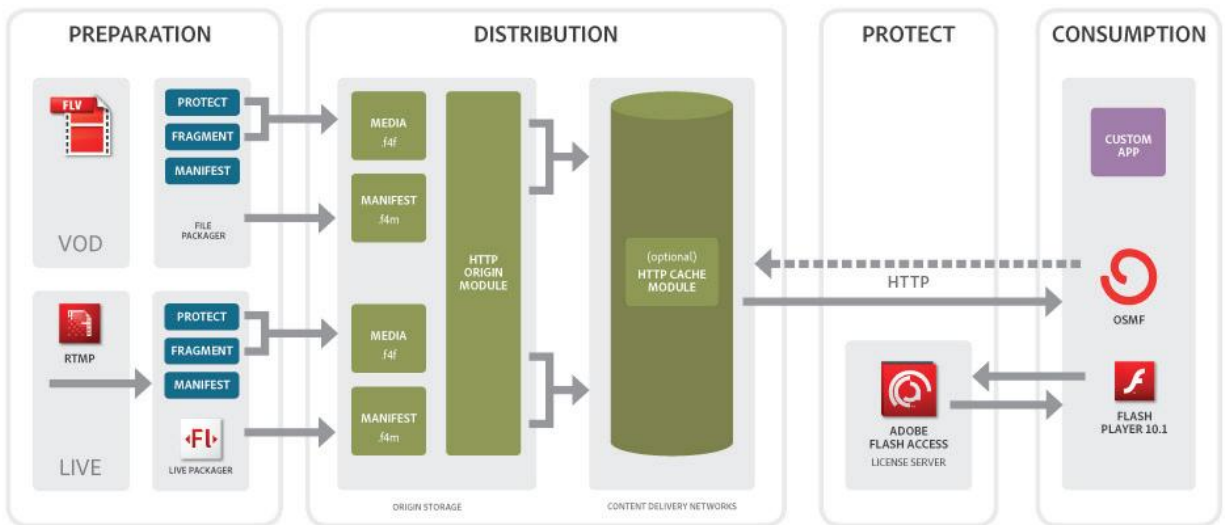 PREPARATION
FLV
VOD
PROTECT
FRAGMENT
MANIFEST
FILE
PACKAGER
RTMP
LIVE
PROTECT
FRAGMENT
MANIFEST
Fl
LIVE PACKAGER
DISTRIBUTION
MEDIA
.f4f
MANIFEST
.f4m
MEDIA
.f4f
MANIFEST
.f4m
HTTP
ORIGIN
MODULE
ORIGIN STORAGE
(optional)
HTTP CACHE
MODULE
CONTENT DELIVERY NETWORKS
PROTECT
HTTP
ADOBE
FLASH ACCESS
LICENSE SERVER
CONSUMPTION
CUSTOM
APP
OSMF
FLASH
PLAYER 10.1